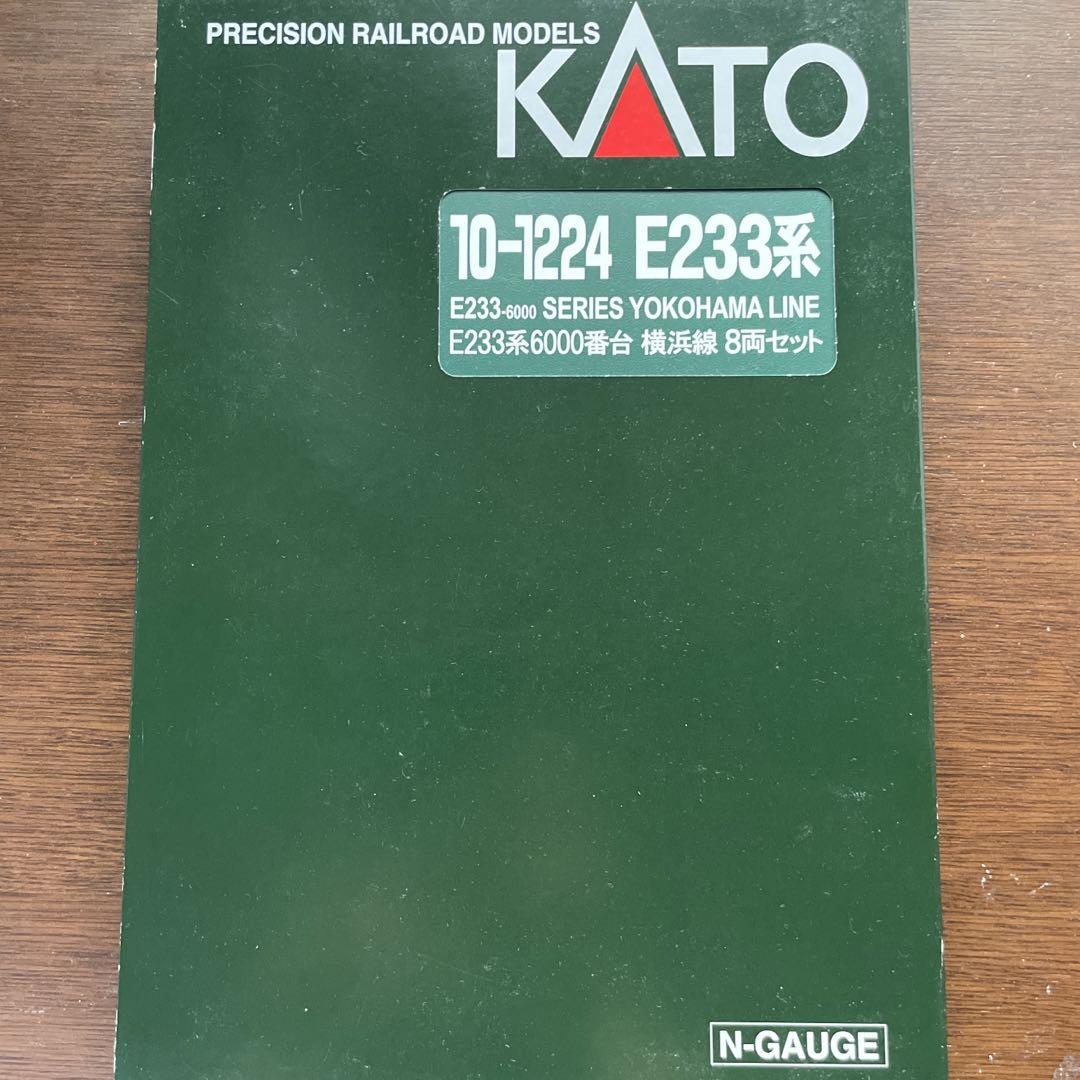 PRECISION RAILROAD MODELS
KATO
10-1224 E233系
E233-6000 SERIES YOKOHAMA LINE
E233系6000番台 横浜線 8両セット
N-GAUGE